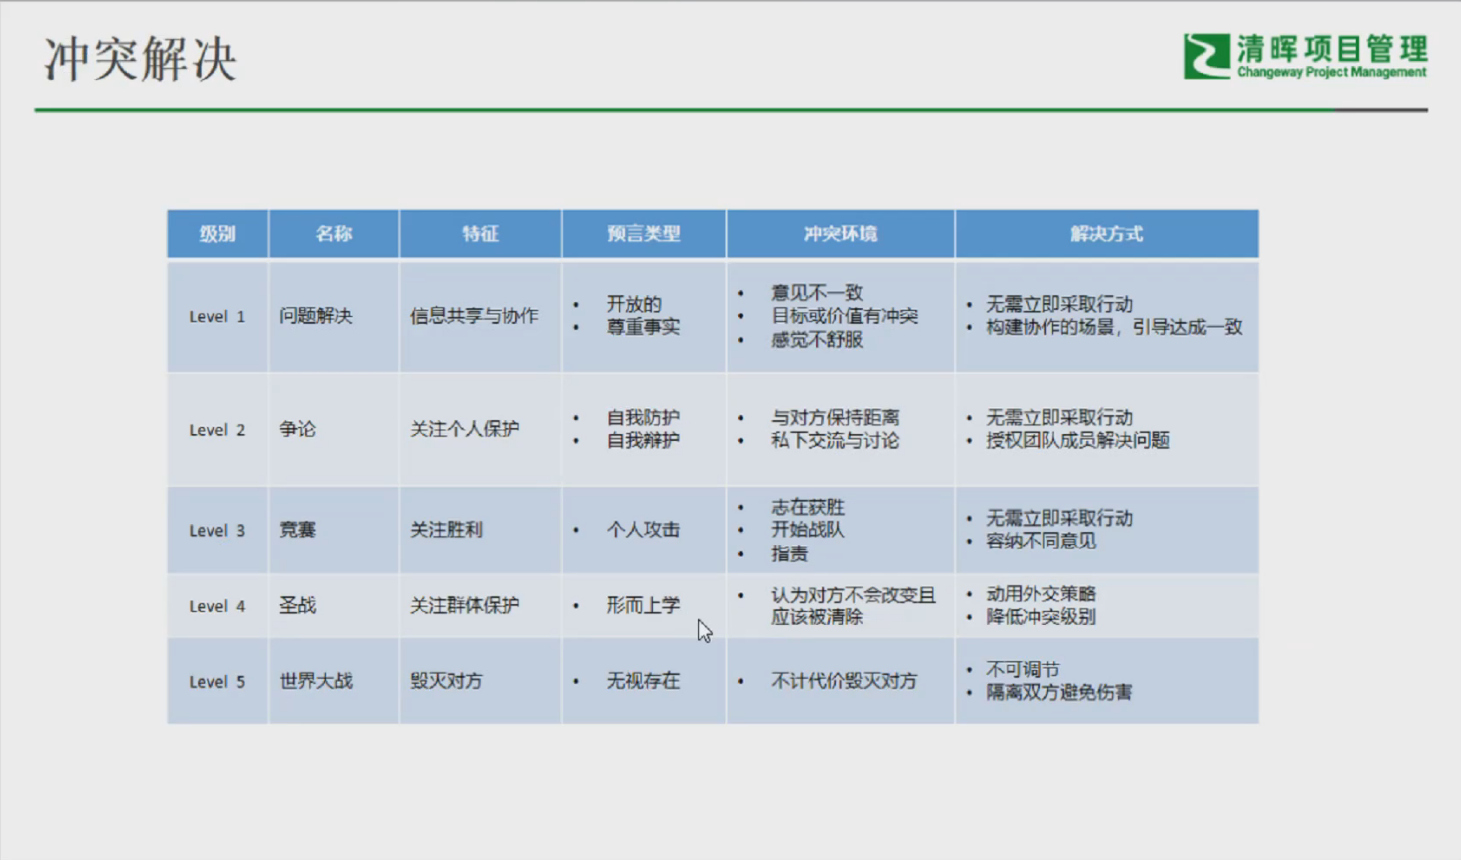 冲突解决
清晖项目管理
Changeway Project Management
级别 名称 特征 预言类型 冲突环境 解决方式
Level 1 问题解决 信息共享与协作
• 开放的
• 尊重事实
• 意见不一致
• 目标或价值有冲突
• 感觉不舒服
• 无需立即采取行动
• 构建协作的场景，引导达成一致
Level 2 争论 关注个人保护
• 自我防护
• 自我辩护
• 与对方保持距离
• 私下交流与讨论
• 无需立即采取行动
• 授权团队成员解决问题
Level 3 竞赛 关注胜利
• 个人攻击
• 志在获胜
• 开始战队
• 指责
• 无需立即采取行动
• 容纳不同意见
Level 4 圣战 关注群体保护
• 形而上学
• 认为对方不会改变且
应该被清除
• 动用外交策略
• 降低冲突级别
Level 5 世界大战 毁灭对方
• 无视存在
• 不计代价毁灭对方
• 不可调节
• 隔离双方避免伤害